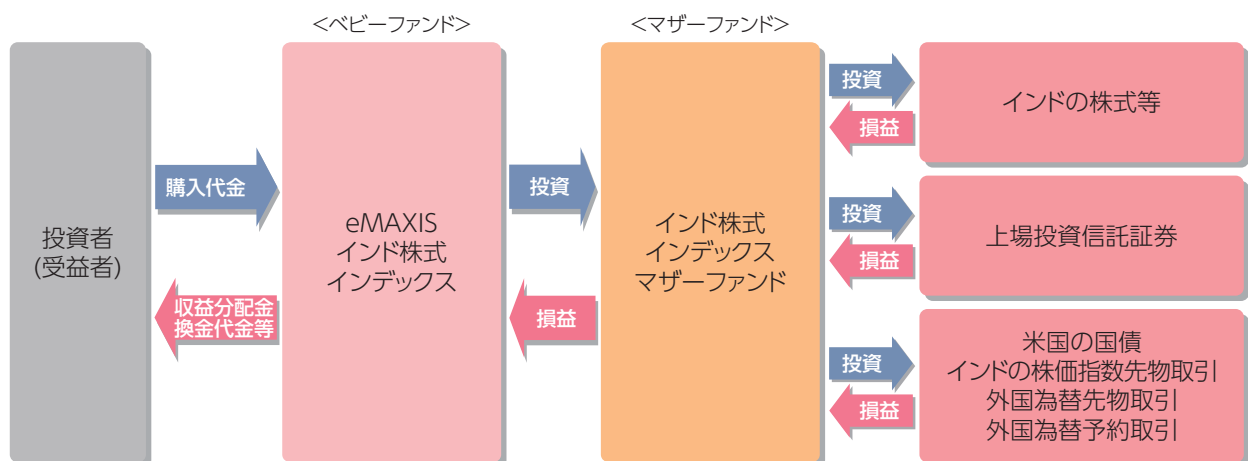 <ベビーファンド>
<マザーファンド>
投資者
(受益者)
購入代金
収益分配金
換金代金等
eMAXIS
インド株式
インデックス
投資
損益
インド株式
インデックス
マザーファンド
投資
損益
インドの株式等
投資
損益
上場投資信託証券
投資
損益
米国の国債
インドの株価指数先物取引
外国為替先物取引
外国為替予約取引